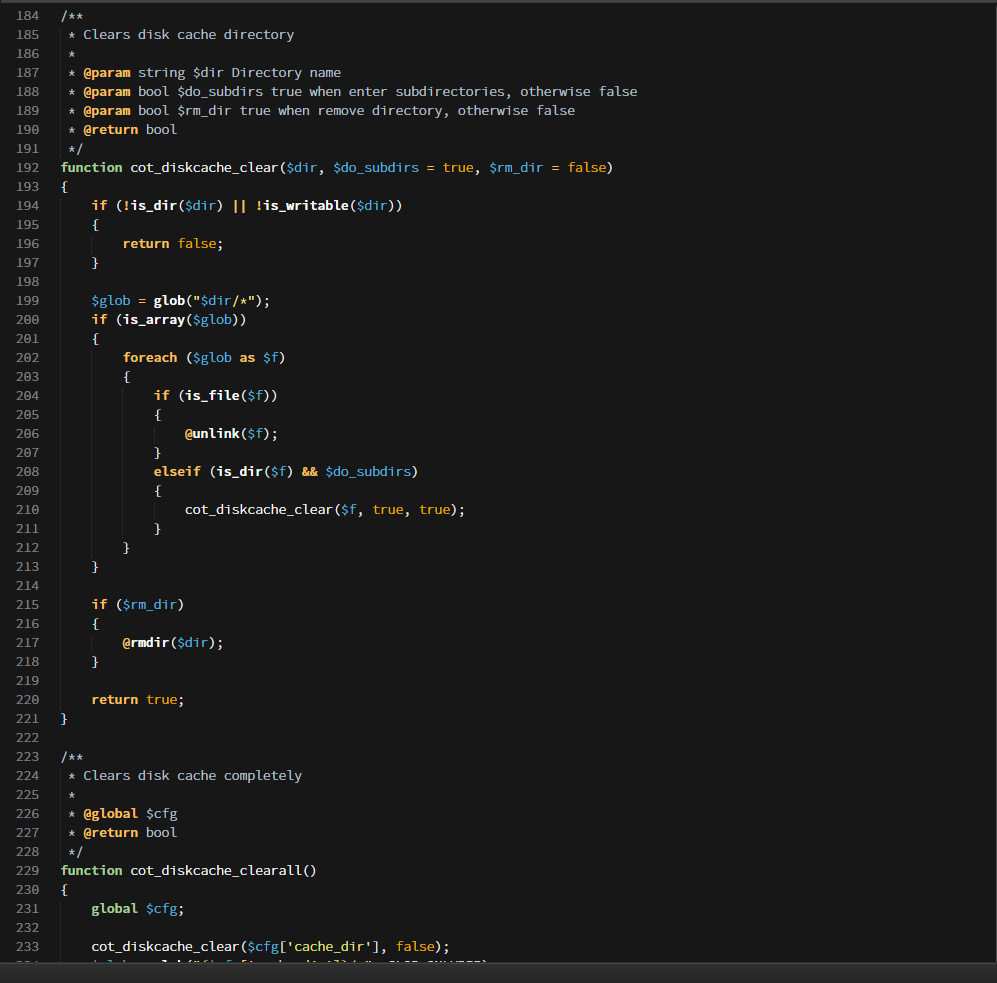 184 /**
185  * Clears disk cache directory
186  *
187  * @param string $dir Directory name
188  * @param bool $do_subdirs true when enter subdirectories, otherwise false
189  * @param bool $rm_dir true when remove directory, otherwise false
190  * @return bool
191  */
192 function cot_diskcache_clear($dir, $do_subdirs = true, $rm_dir = false)
193 {
194     if (!is_dir($dir) || !is_writable($dir))
195     {
196         return false;
197     }
198
199     $glob = glob("$dir/*");
200     if (is_array($glob))
201     {
202         foreach ($glob as $f)
203         {
204             if (is_file($f))
205             {
206                 @unlink($f);
207             }
208             elseif (is_dir($f) && $do_subdirs)
209             {
210                 cot_diskcache_clear($f, true, true);
211             }
212         }
213     }
214
215     if ($rm_dir)
216     {
217         @rmdir($dir);
218     }
219
220     return true;
221 }
222
223 /**
224  * Clears disk cache completely
225  *
226  * @global $cfg
227  * @return bool
228  */
229 function cot_diskcache_clearall()
230 {
231     global $cfg;
232
233     cot_diskcache_clear($cfg['cache_dir'], false);